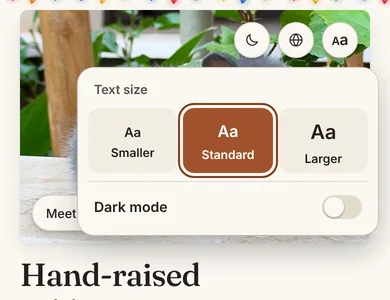 Aa
Text size
Aa
Smaller
Aa
Standard
Aa
Larger
Meet
Dark mode
Hand-raised